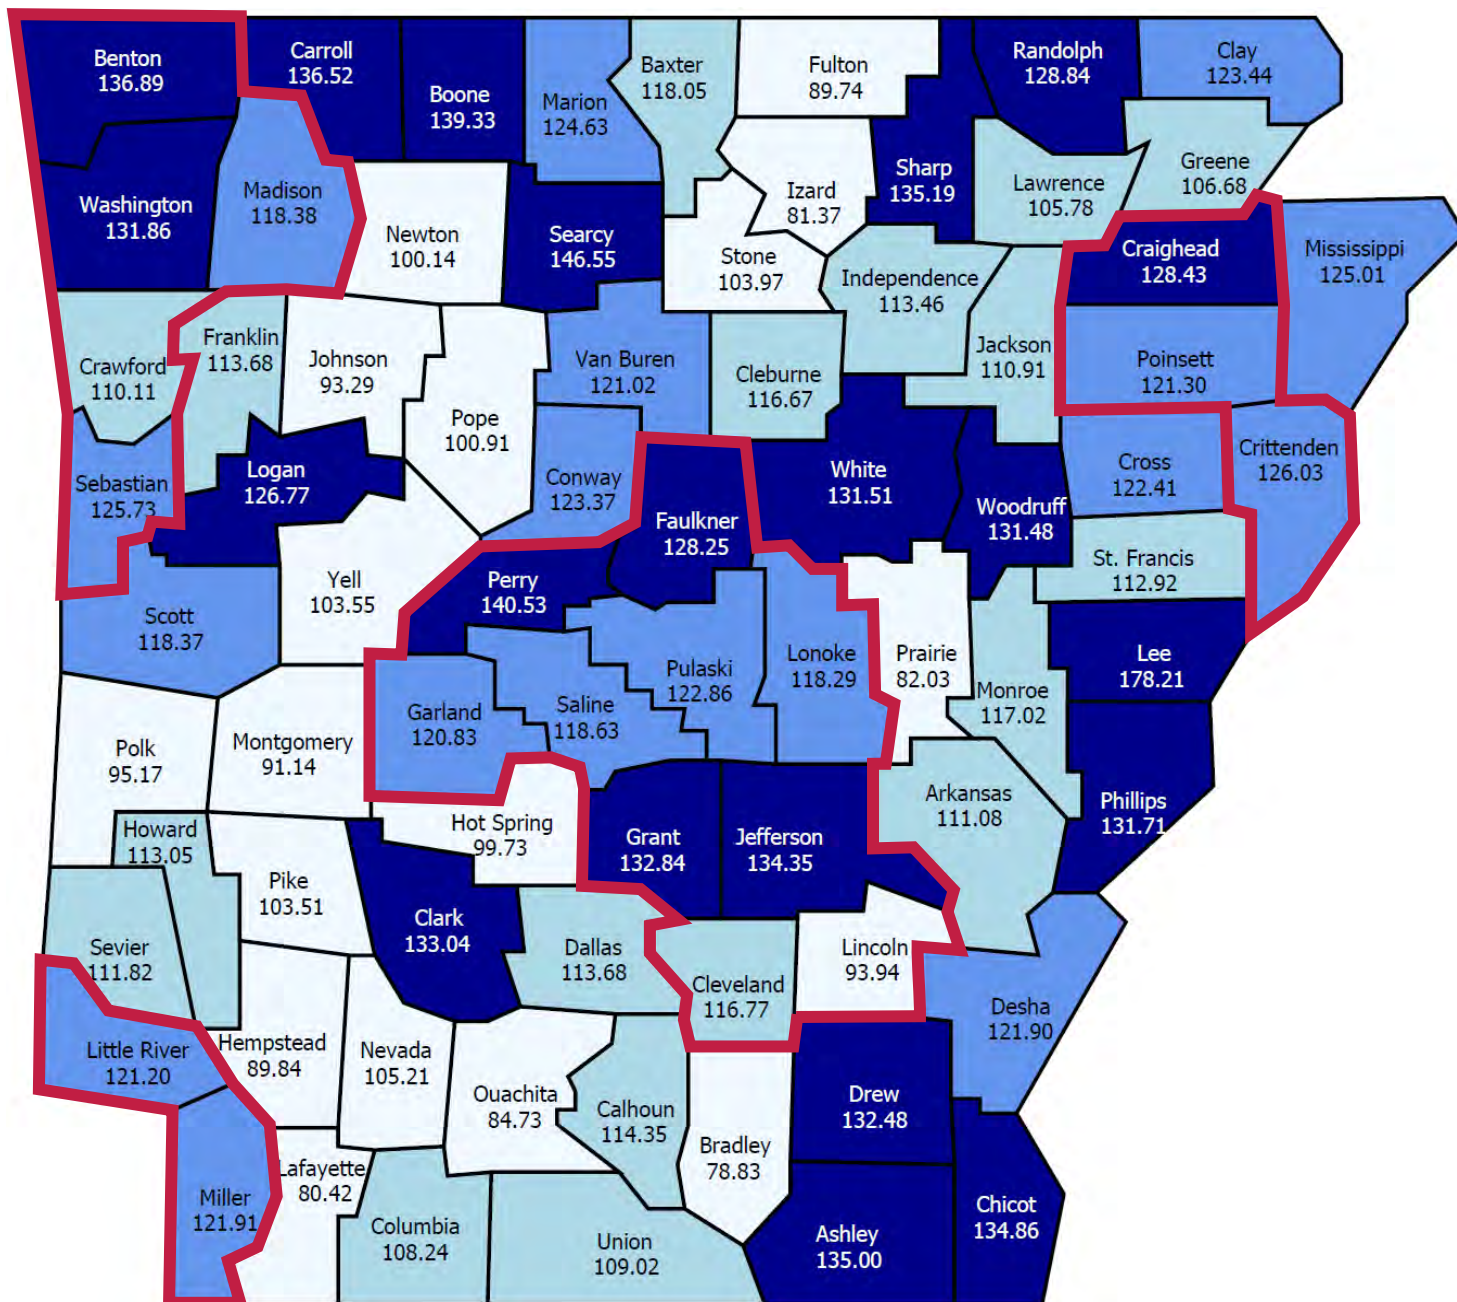 Benton
136.89
Carroll
136.52
Boone
139.33
Marion
124.63
Baxter
118.05
Fulton
89.74
Randolph
128.84
Clay
123.44
Washington
131.86
Madison
118.38
Newton
100.14
Searcy
146.55
Stone
103.97
Izard
81.37
Sharp
135.19
Lawrence
105.78
Greene
106.68
Independence
113.46
Craighead
128.43
Mississippi
125.01
Crawford
110.11
Franklin
113.68
Johnson
93.29
Pope
100.91
Van Buren
121.02
Cleburne
116.67
Jackson
110.91
Poinsett
121.30
Sebastian
125.73
Logan
126.77
Conway
123.37
Faulkner
128.25
White
131.51
Woodruff
131.48
Cross
122.41
Crittenden
126.03
Scott
118.37
Yell
103.55
Perry
140.53
St. Francis
112.92
Polk
95.17
Montgomery
91.14
Garland
120.83
Saline
118.63
Pulaski
122.86
Lonoke
118.29
Prairie
82.03
Monroe
117.02
Lee
178.21
Howard
113.05
Pike
103.51
Hot Spring
99.73
Grant
132.84
Jefferson
134.35
Arkansas
111.08
Phillips
131.71
Sevier
111.82
Clark
133.04
Dallas
113.68
Cleveland
116.77
Lincoln
93.94
Desha
121.90
Little River
121.20
Hempstead
89.84
Nevada
105.21
Ouachita
84.73
Calhoun
114.35
Bradley
78.83
Drew
132.48
Miller
121.91
Lafayette
80.42
Columbia
108.24
Union
109.02
Ashley
135.00
Chicot
134.86